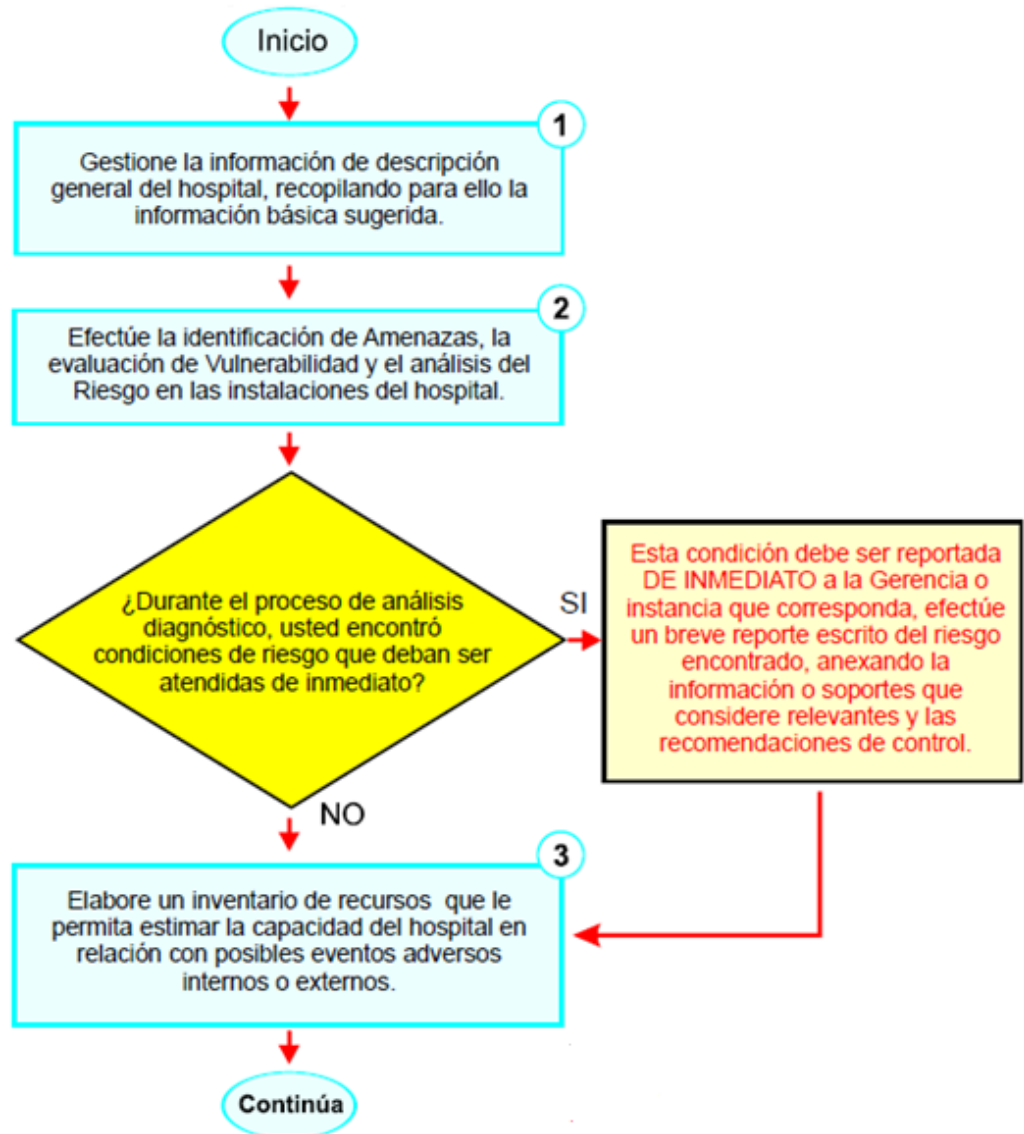 Inicio
1
Gestione la información de descripción
general del hospital, recopilando para ello la
información básica sugerida.
2
Efectúe la identificación de Amenazas, la
evaluación de Vulnerabilidad y el análisis del
Riesgo en las instalaciones del hospital.
¿Durante el proceso de análisis
diagnóstico, usted encontró
condiciones de riesgo que deban ser
atendidas de inmediato?
SI
Esta condición debe ser reportada
DE INMEDIATO a la Gerencia o
instancia que corresponda, efectúe
un breve reporte escrito del riesgo
encontrado, anexando la
información o soportes que
considere relevantes y las
recomendaciones de control.
NO
3
Elabore un inventario de recursos que le
permita estimar la capacidad del hospital en
relación con posibles eventos adversos
internos o externos.
Continúa